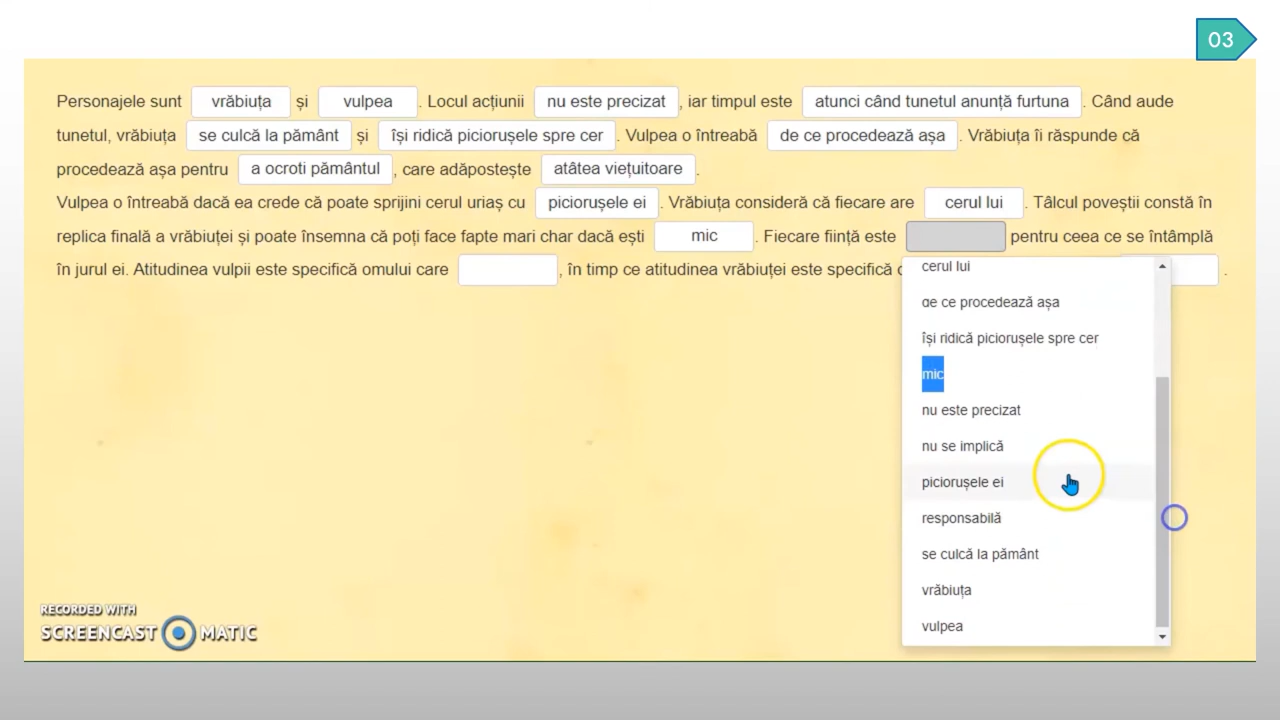 03
Personajele sunt vrăbiuța și vulpea . Locul acțiunii nu este precizat , iar timpul este atunci când tunetul anunță furtuna . Când aude
tunetul, vrăbiuța se culcă la pământ și își ridică piciorușele spre cer . Vulpea o întreabă de ce procedează așa . Vrăbiuța îi răspunde că
procedează așa pentru a ocroti pământul , care adăpostește atâtea viețuitoare .
Vulpea o întreabă dacă ea crede că poate sprijini cerul uriaș cu piciorușele ei . Vrăbiuța consideră că fiecare are cerul lui . Tâlcul poveștii constă în
replica finală a vrăbiuței și poate însemna că poți face fapte mari char dacă ești mic . Fiecare ființă este pentru ceea ce se întâmplă
în jurul ei. Atitudinea vulpii este specifică omului care , în timp ce atitudinea vrăbiuței este specifică .
cerul lui
de ce procedează așa
își ridică piciorușele spre cer
mic
nu este precizat
nu se implică
piciorușele ei
responsabilă
se culcă la pământ
vrăbiuța
vulpea
RECORDED WITH
SCREENCAST MATIC